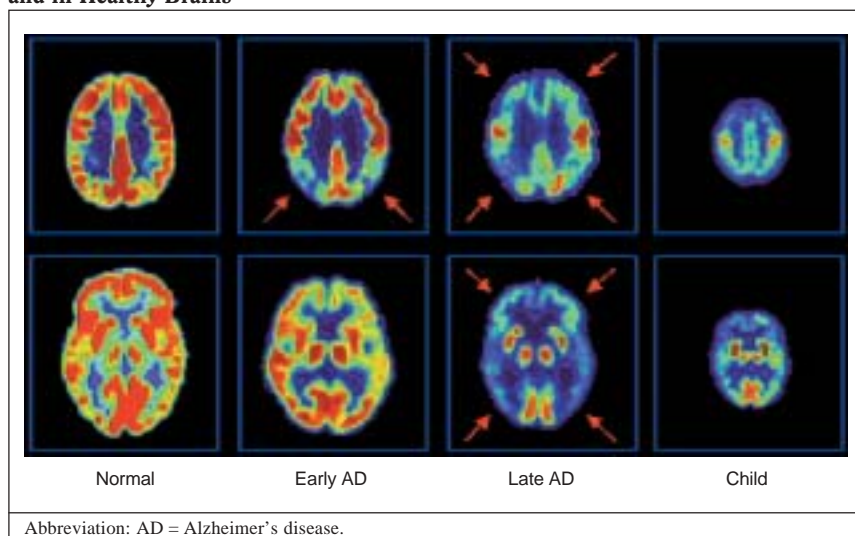 and in Healthy Brains
Normal Early AD Late AD Child
Abbreviation: AD = Alzheimer's disease.